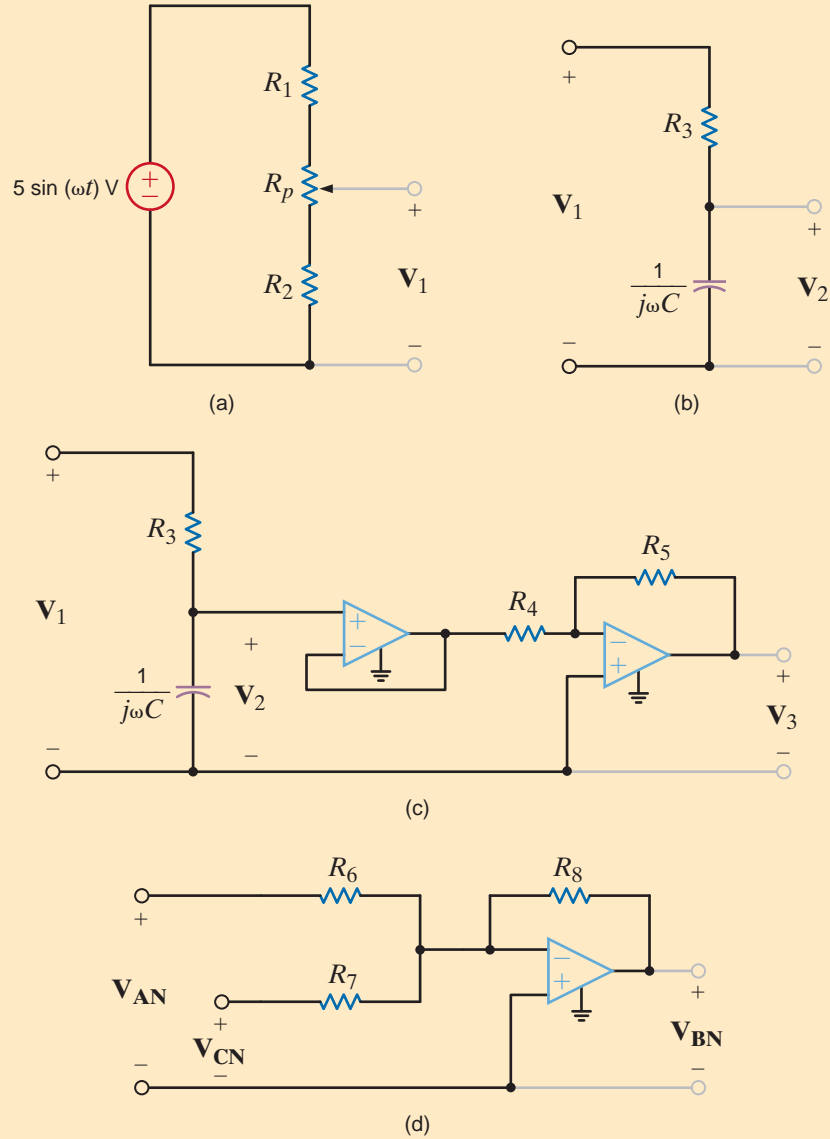 R1
5 sin (ωt) V
+
−
Rp
+
V1
R2
−
(a)
+
R3
V1
+
1
jωC
V2
−
−
(b)
+
R3
V1
+
1
jωC
V2
−
−
+
−
R4
R5
−
+
+
V3
−
(c)
R6
R8
+
−
+
VAN
R7
+
VCN
−
+
VBN
−
−
(d)